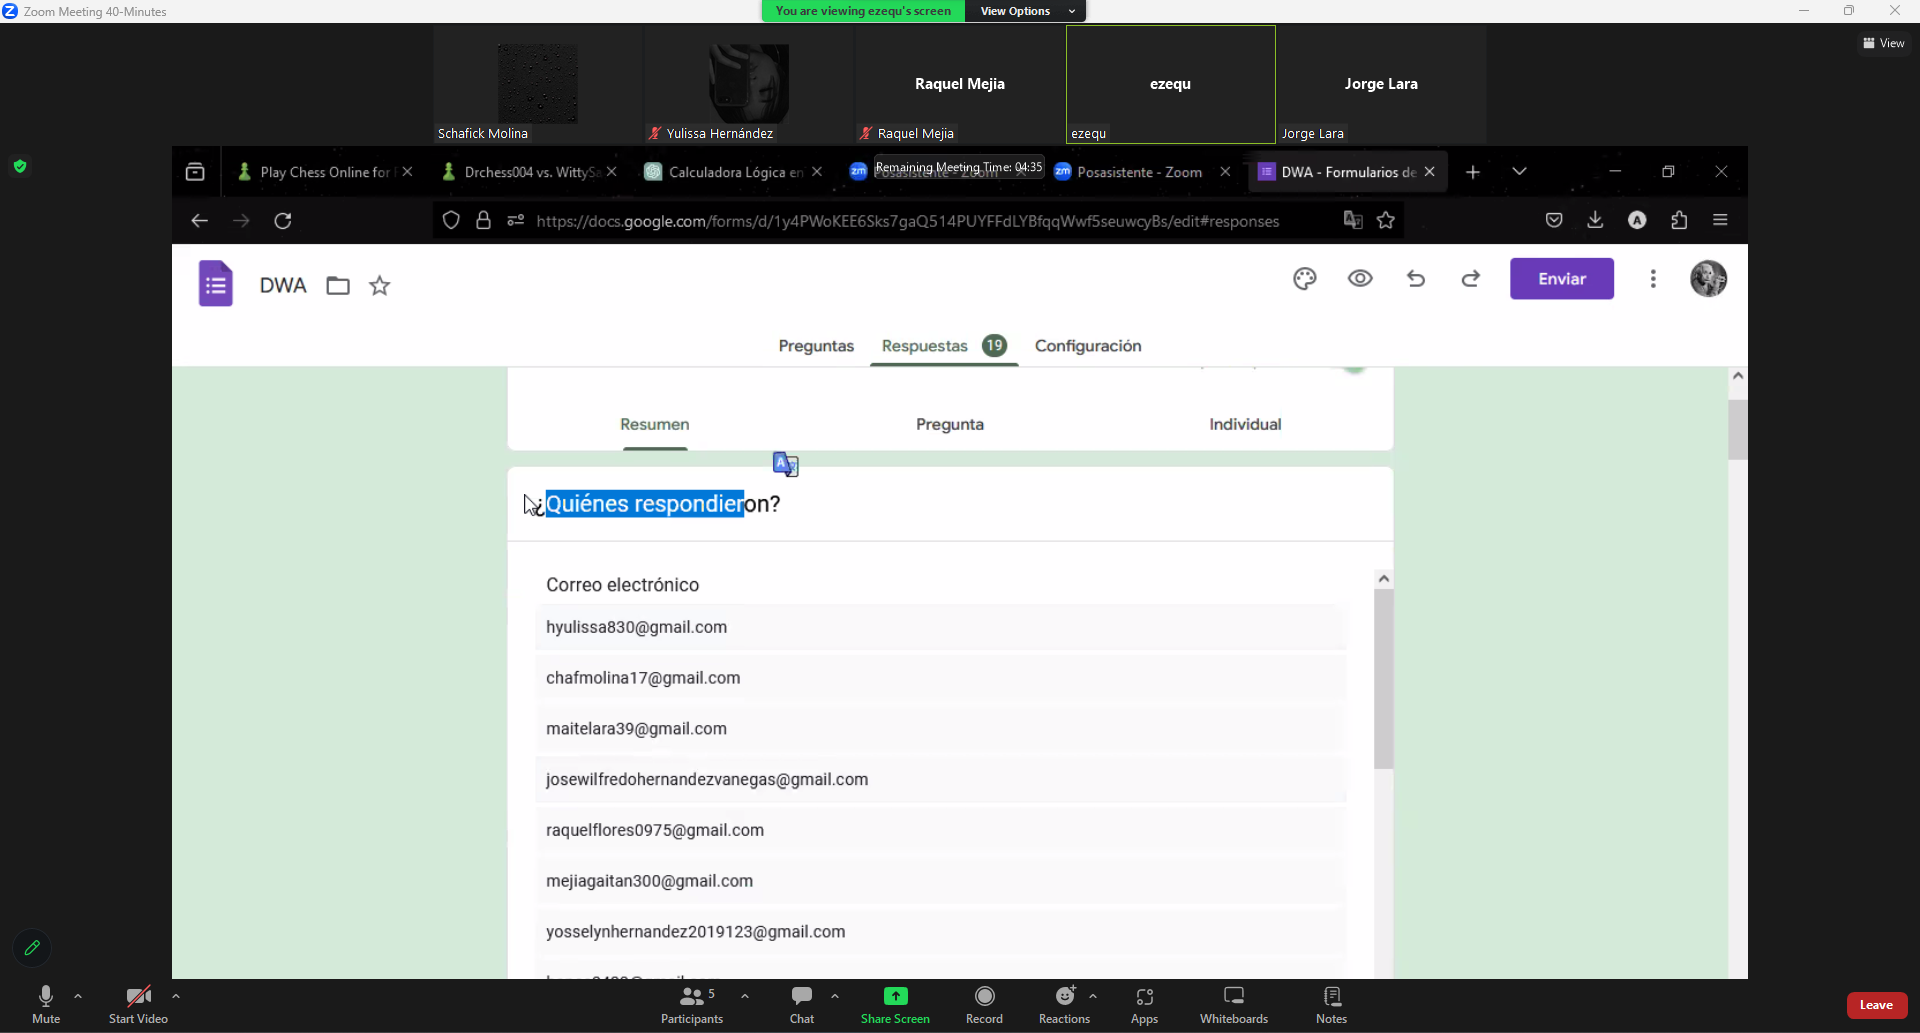 Zoom Meeting 40-Minutes
You are viewing ezequ's screen
View Options
View
Raquel Mejia
ezequ
Jorge Lara
Schafick Molina
Yulissa Hernández
Raquel Mejia
ezequ
Jorge Lara
Play Chess Online for
Drchess004 vs. WittySa
Calculadora Lógica en
Posasistente - Zoom
Remaining Meeting Time: 04:35
Posasistente - Zoom
DWA - Formularios de
https://docs.google.com/forms/d/1y4PWoKEE6Sks7gaQ514PUYFFdLYBfqqWwf5seuwcyBs/edit#responses
DWA
Enviar
Preguntas
Respuestas 19
Configuración
Resumen
Pregunta
Individual
¿Quiénes respondieron?
Correo electrónico
hyulissa830@gmail.com
chafmolina17@gmail.com
maitelara39@gmail.com
josewilfredohernandezvanegas@gmail.com
raquelflores0975@gmail.com
mejiagaitan300@gmail.com
yosselynhernandez2019123@gmail.com
Mute
Start Video
5
Participants
Chat
Share Screen
Record
Reactions
Apps
Whiteboards
Notes
Leave